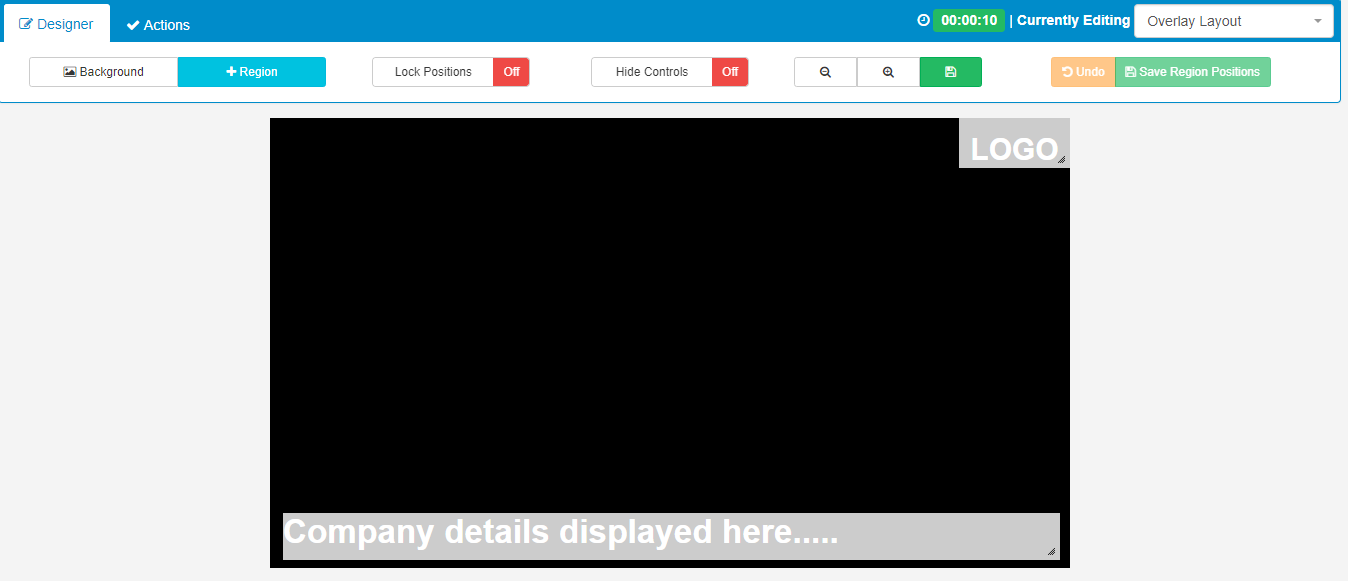 Designer
Actions
00:00:10 | Currently Editing Overlay Layout
Background
Region
Lock Positions Off
Hide Controls Off
Undo
Save Region Positions
LOGO
Company details displayed here.....